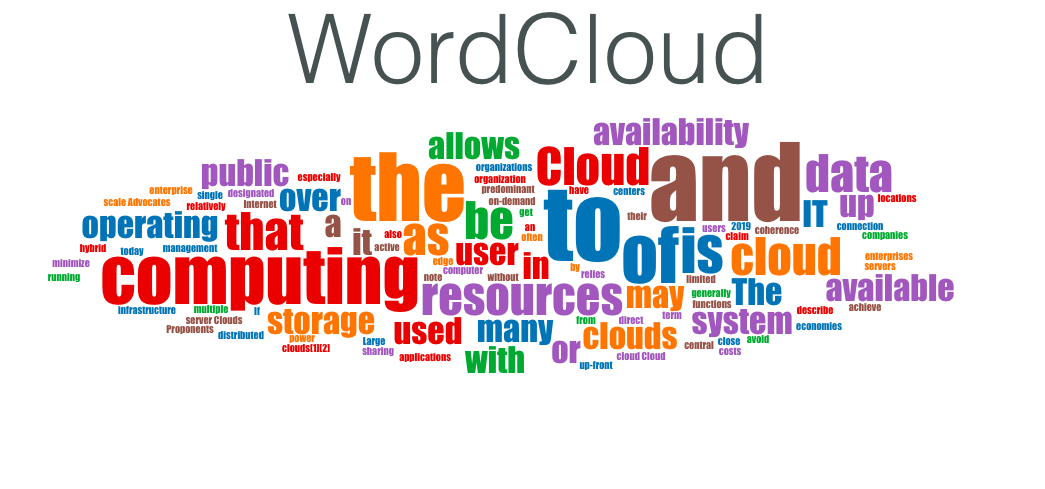 WordCloud
availability
allows
Cloud and
public especially the organizations data
organization
enterprise single designated over on predominant have centers IT up locations
scale Advocates relatively Internet on-demand
operating that a also be get to their users 2019 connection
it as an often of is claim coherence companies
hybrid today management active user in cloud enterprises
minimize computing edge computer by relies servers
running note without resources limited available
may generally The
infrastructure multiple if storage functions achieve
server Clouds used many from direct term system describe
Proponents distributed power with clouds economies
clouds[1][2] Large or central close avoid
sharing applications cloud Cloud costs
up-front